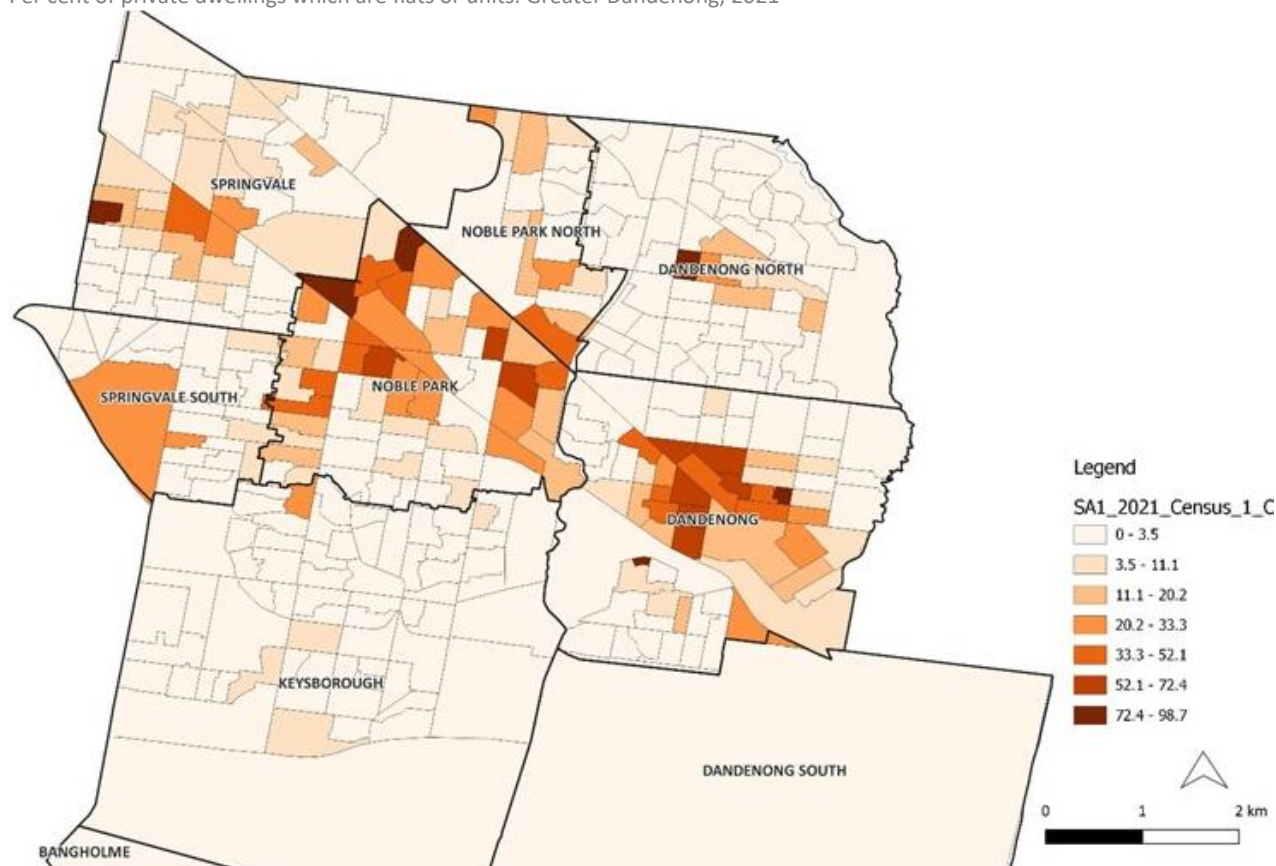 Per cent of private dwellings which are flats or units: Greater Dandenong, 2021
SPRINGVALE
NOBLE PARK NORTH
DANDENONG NORTH
SPRINGVALE SOUTH
NOBLE PARK
DANDENONG
KEYSBOROUGH
DANDENONG SOUTH
BANGHOLME
Legend
SA1_2021_Census_1_C
0 - 3.5
3.5 - 11.1
11.1 - 20.2
20.2 - 33.3
33.3 - 52.1
52.1 - 72.4
72.4 - 98.7
0 1 2 km